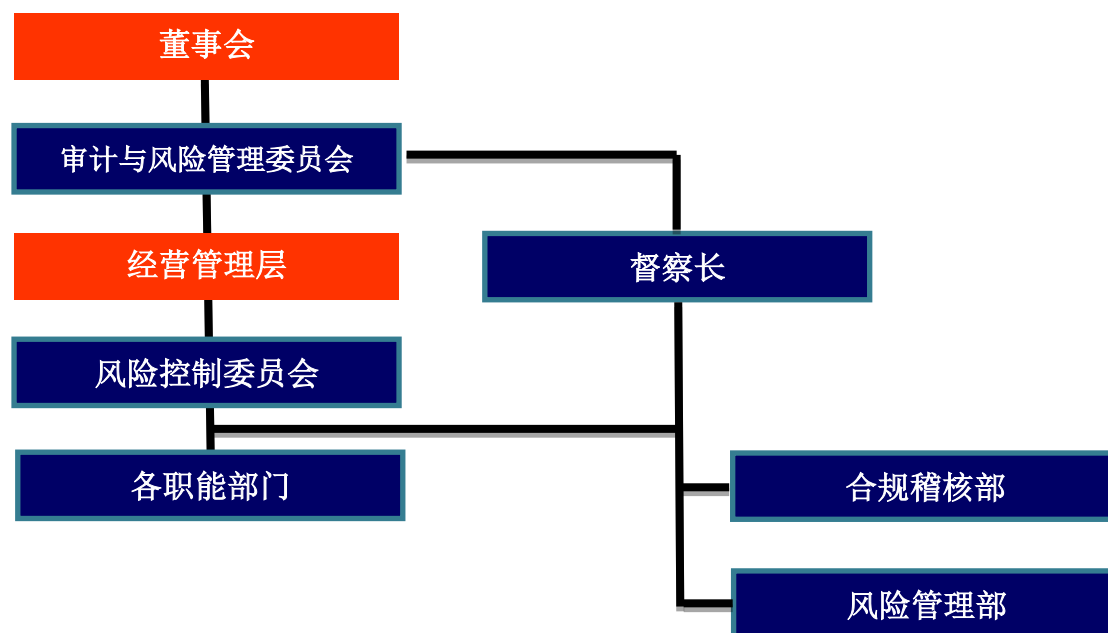 董事会
审计与风险管理委员会
经营管理层
督察长
风险控制委员会
各职能部门
合规稽核部
风险管理部